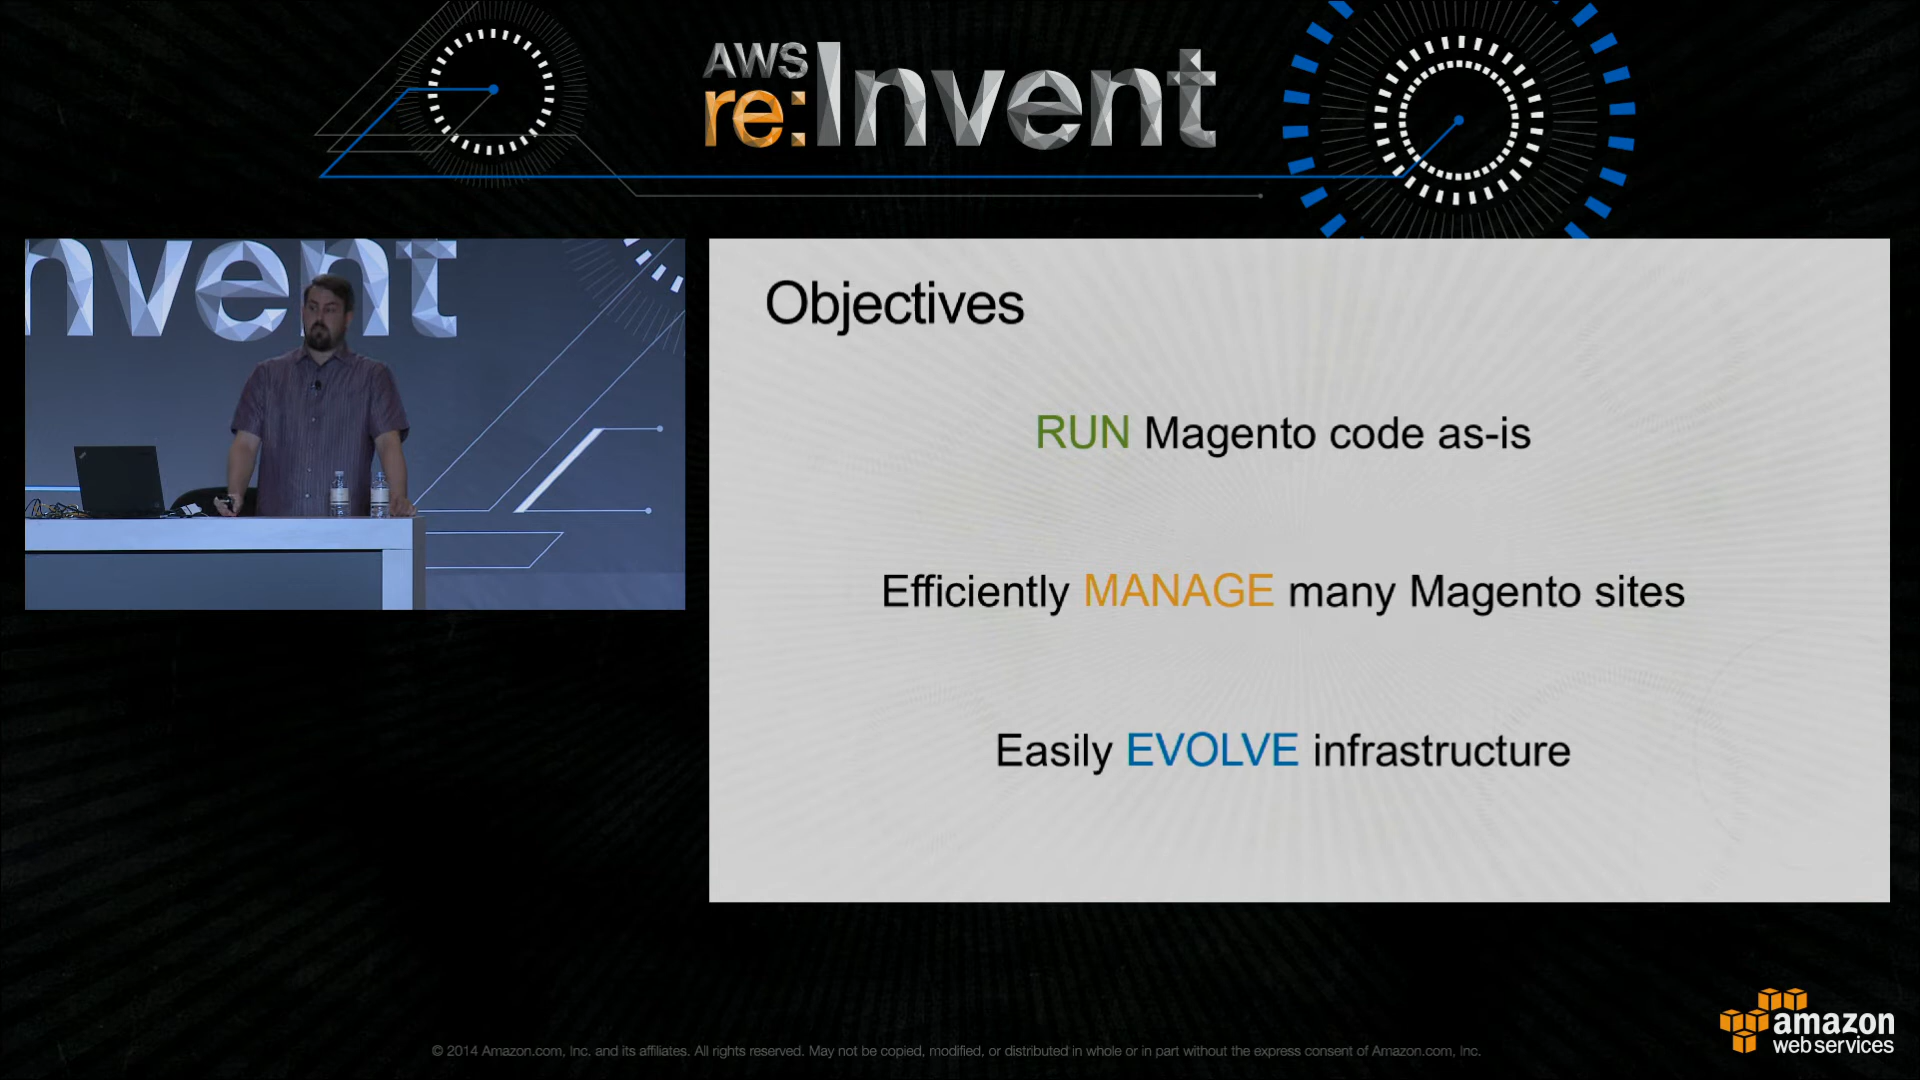 AWS
re:Invent
nvent
Objectives
RUN Magento code as-is
Efficiently MANAGE many Magento sites
Easily EVOLVE infrastructure
amazon
web services
© 2014 Amazon.com, Inc. and its affiliates. All rights reserved. May not be copied, modified, or distributed in whole or in part without the express consent of Amazon.com, Inc.